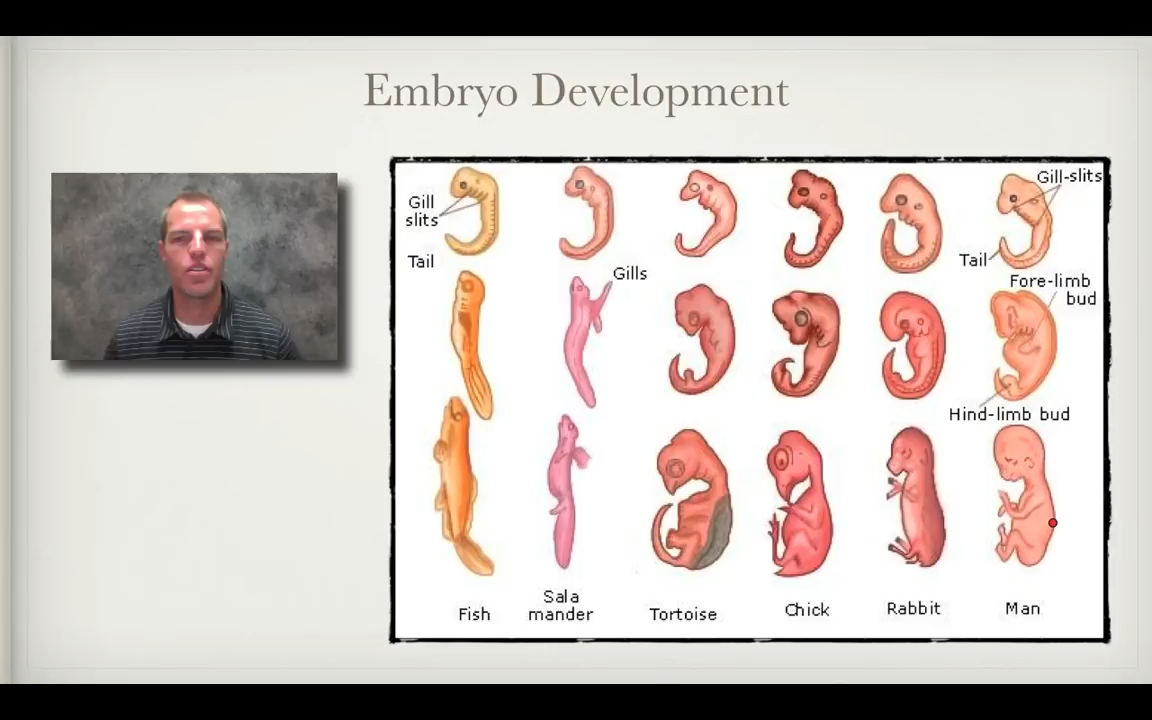 Embryo Development
Gill
slits
Gill-slits
Tail
Tail
Gills
Fore-limb
bud
Hind-limb bud
Fish
Sala
mander
Tortoise
Chick
Rabbit
Man